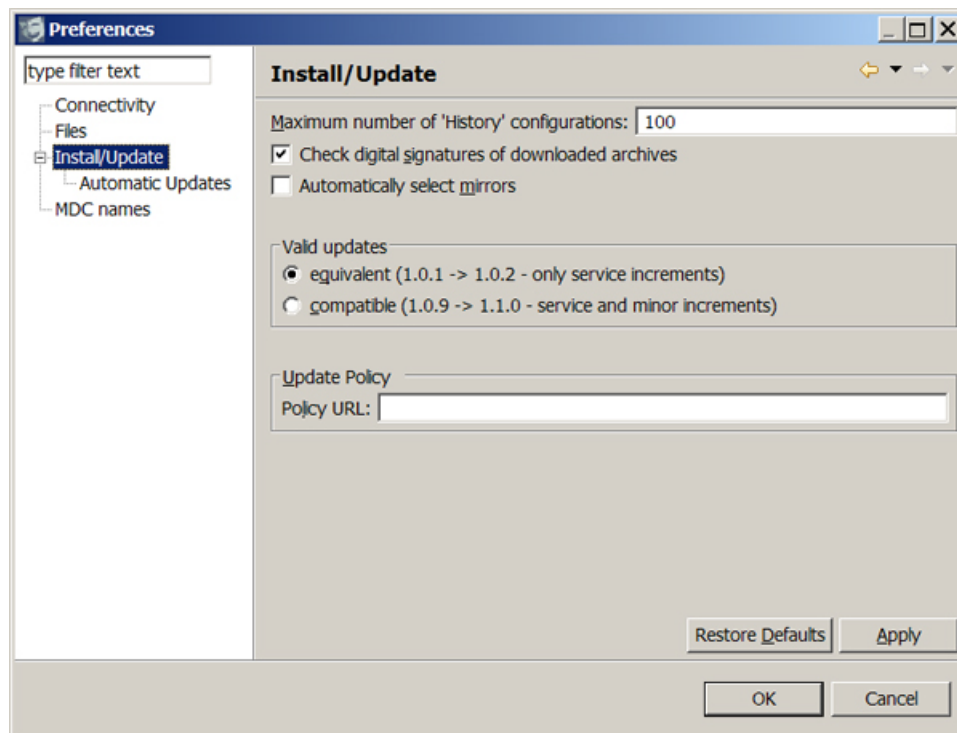 Preferences
type filter text
Connectivity
Files
Install/Update
Automatic Updates
MDC names
Install/Update
Maximum number of 'History' configurations: 100
Check digital signatures of downloaded archives
Automatically select mirrors
Valid updates
equivalent (1.0.1 -> 1.0.2 - only service increments)
compatible (1.0.9 -> 1.1.0 - service and minor increments)
Update Policy
Policy URL:
Restore Defaults Apply
OK Cancel